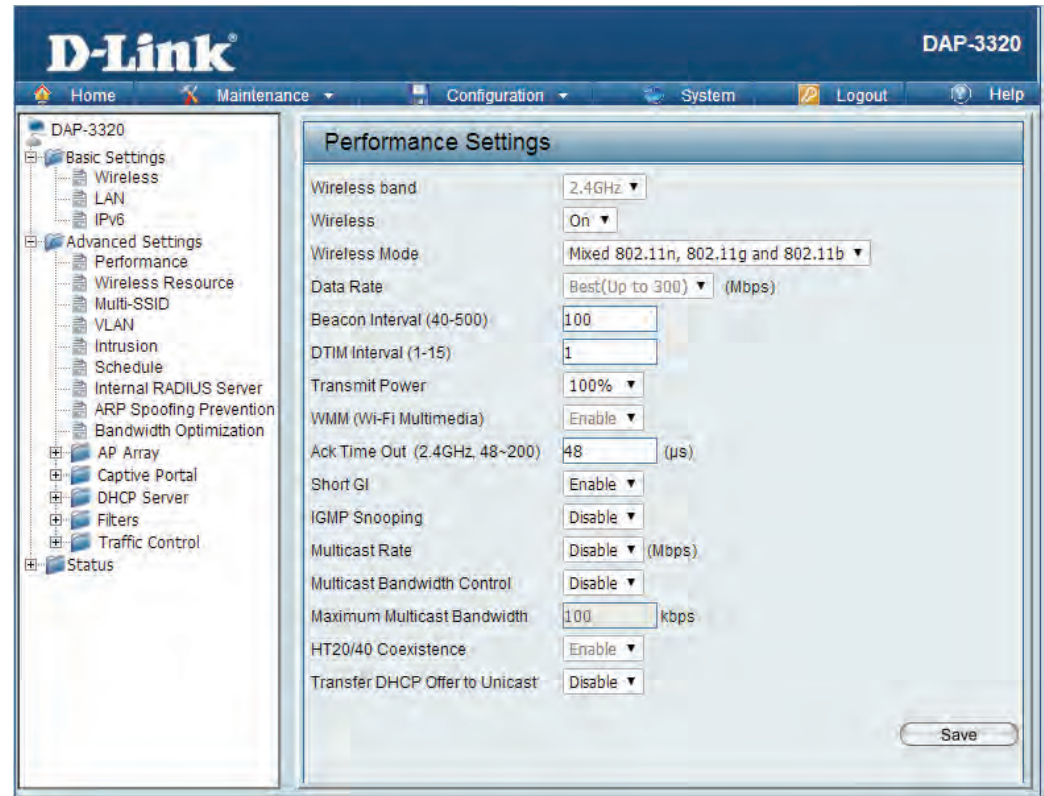 D-Link®
DAP-3320
Home Maintenance Configuration System Logout Help
DAP-3320
Basic Settings
Wireless
LAN
IPv6
Advanced Settings
Performance
Wireless Resource
Multi-SSID
VLAN
Intrusion
Schedule
Internal RADIUS Server
ARP Spoofing Prevention
Bandwidth Optimization
AP Array
Captive Portal
DHCP Server
Filters
Traffic Control
Status
Performance Settings
Wireless band 2.4GHz
Wireless On
Wireless Mode Mixed 802.11n, 802.11g and 802.11b
Data Rate Best(Up to 300) (Mbps)
Beacon Interval (40-500) 100
DTIM Interval (1-15) 1
Transmit Power 100%
WMM (Wi-Fi Multimedia) Enable
Ack Time Out (2.4GHZ, 48~200) 48 (µs)
Short GI Enable
IGMP Snooping Disable
Multicast Rate Disable (Mbps)
Multicast Bandwidth Control Disable
Maximum Multicast Bandwidth 100 kbps
HT20/40 Coexistence Enable
Transfer DHCP Offer to Unicast Disable
Save